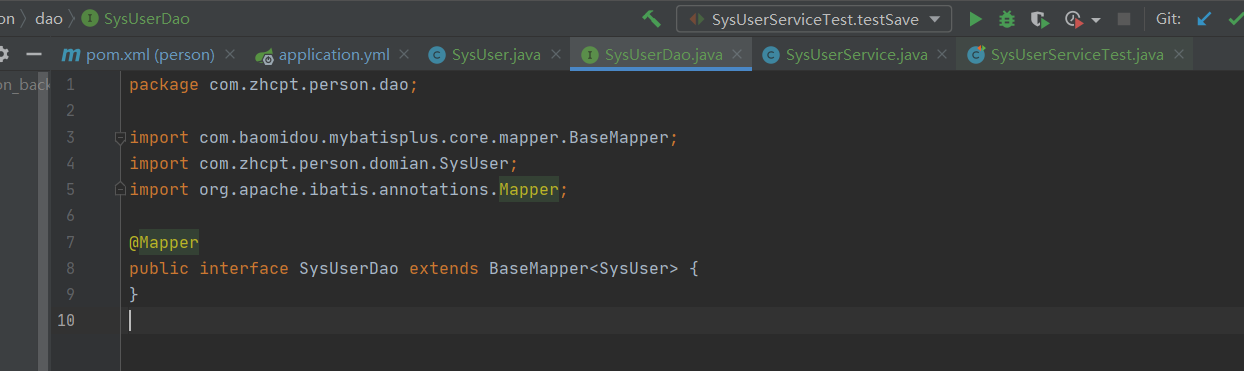 on dao SysUserDao SysUserServiceTest.testSave Git:
pom.xml (person) application.yml SysUser.java SysUserDao.java SysUserService.java SysUserServiceTest.java
on_back
1 package com.zhcpt.person.dao;
2
3 import com.baomidou.mybatisplus.core.mapper.BaseMapper;
4 import com.zhcpt.person.domian.SysUser;
5 import org.apache.ibatis.annotations.Mapper;
6
7 @Mapper
8 public interface SysUserDao extends BaseMapper<SysUser> {
9 }
10